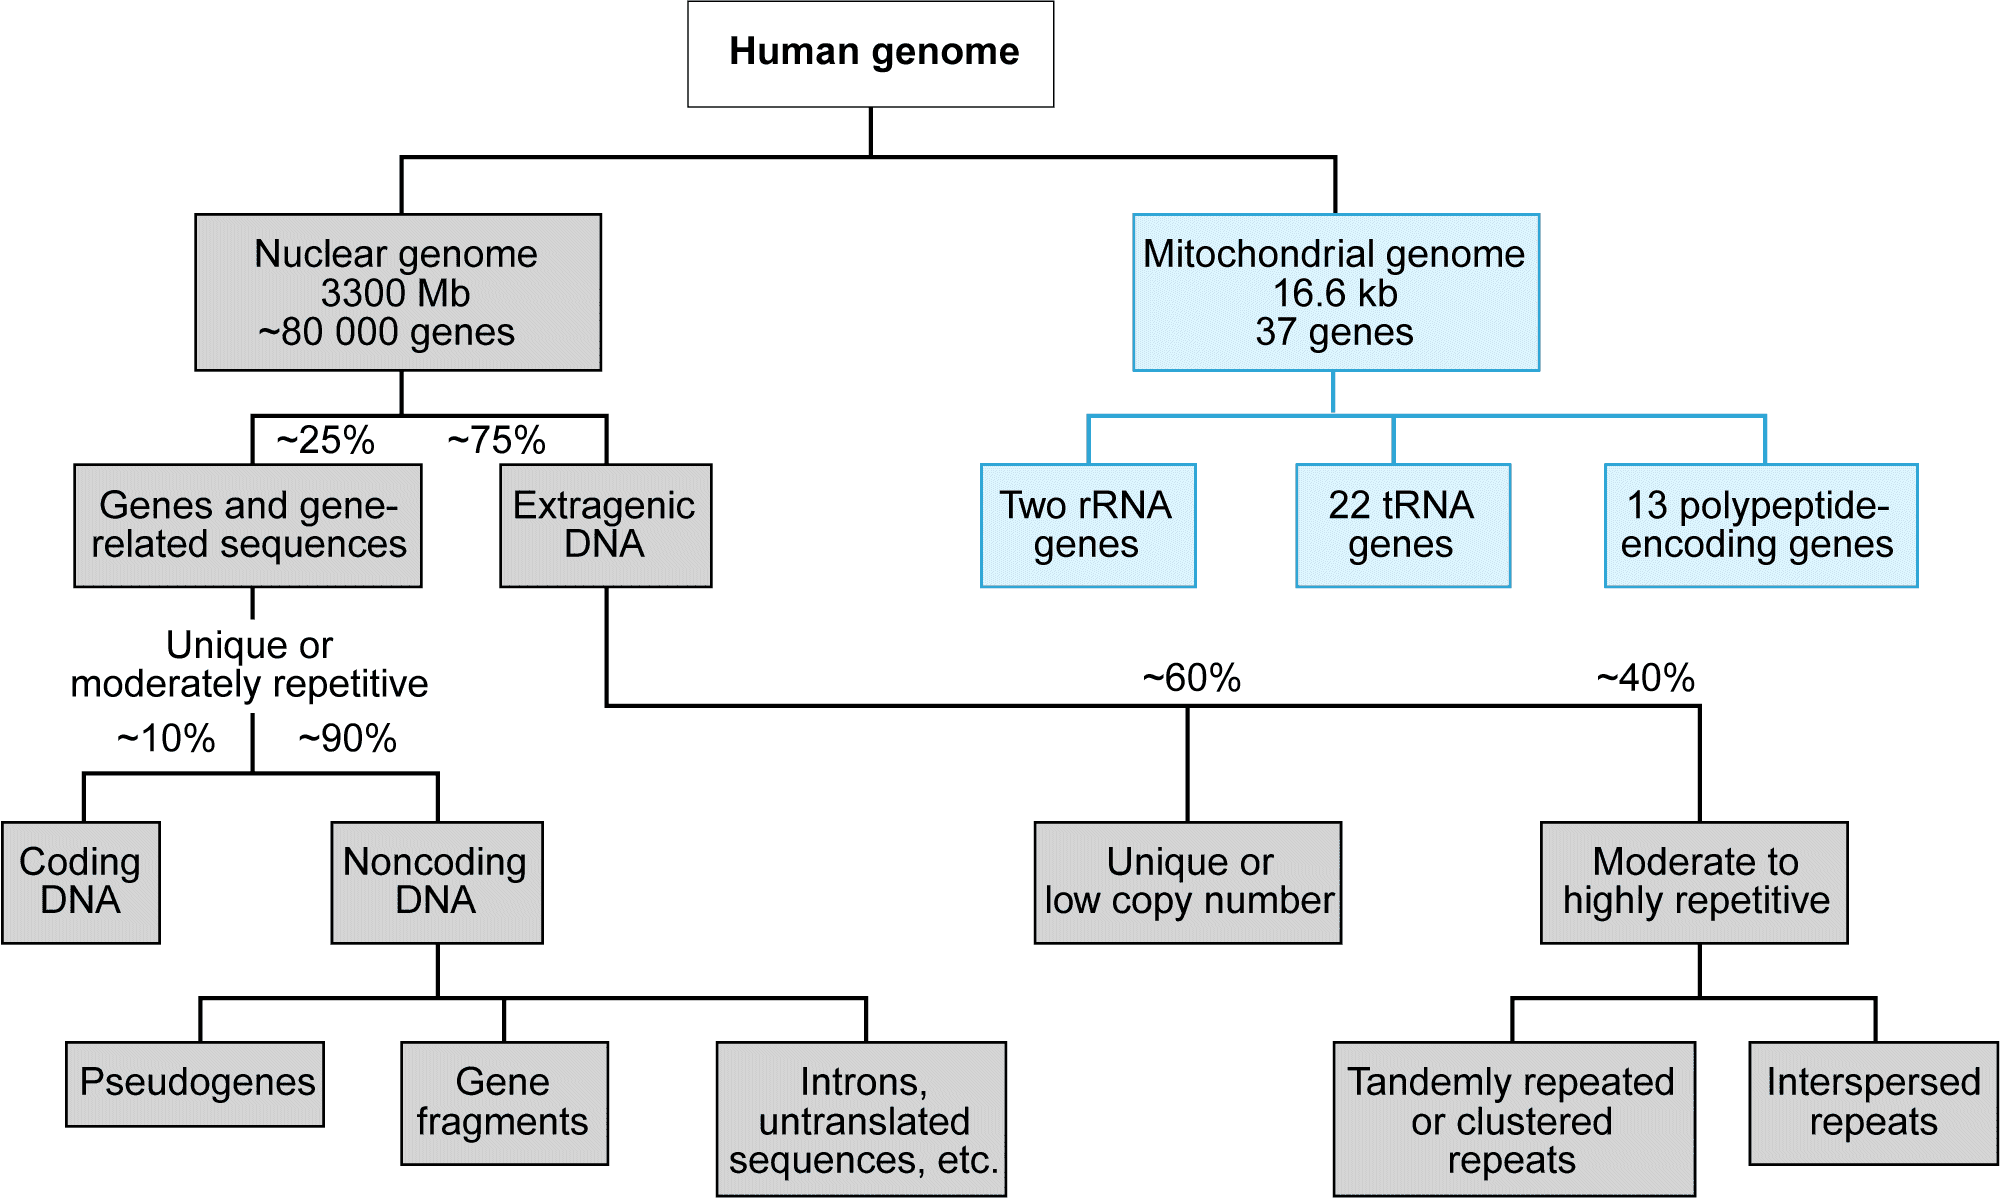 Human genome
Nuclear genome
3300 Mb
~80 000 genes
Mitochondrial genome
16.6 kb
37 genes
~25%
~75%
Genes and gene-
related sequences
Extragenic
DNA
Two rRNA
genes
22 tRNA
genes
13 polypeptide-
encoding genes
Unique or
moderately repetitive
~60%
~40%
~10%
~90%
Coding
DNA
Noncoding
DNA
Unique or
low copy number
Moderate to
highly repetitive
Pseudogenes
Gene
fragments
Introns,
untranslated
sequences, etc.
Tandemly repeated
or clustered
repeats
Interspersed
repeats